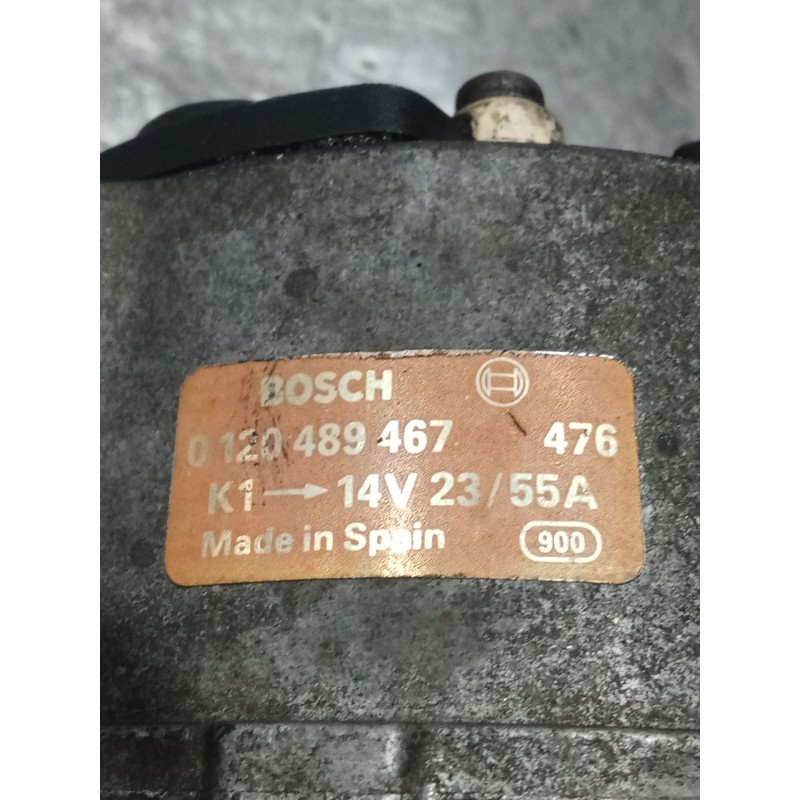 BOSCH
0 120 489 467 476
K1 → 14V 23/55A
Made in Spain 900